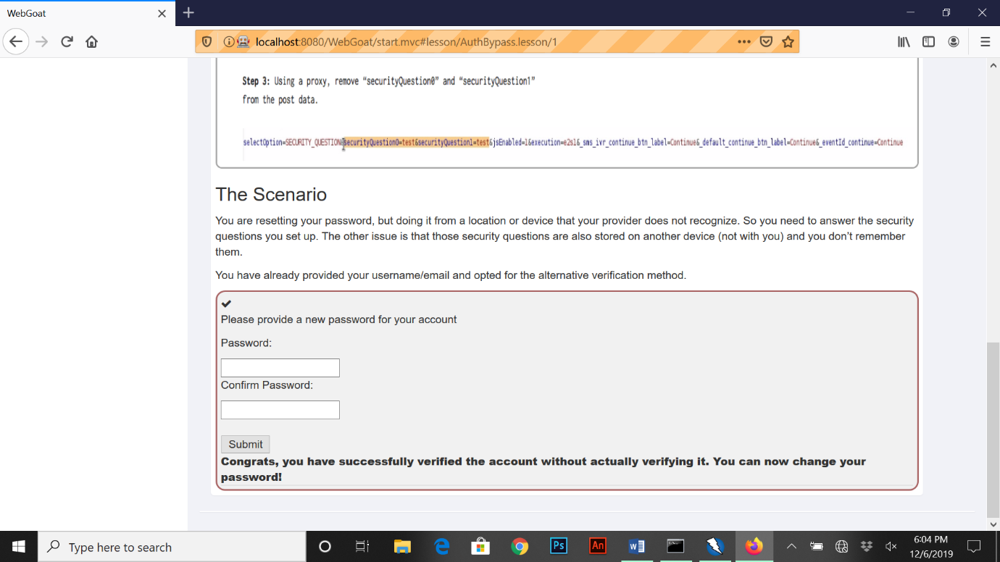 WebGoat
localhost:8080/WebGoat/start.mvc#lesson/AuthBypass.lesson/1
Step 3: Using a proxy, remove “securityQuestion0” and “securityQuestion1”
from the post data.
selectOption=SECURITY_QUESTION&securityQuestion0=test&securityQuestion1=test&jsEnabled=1&execution=e2s1&_sms_ivr_continue_btn_label=Continue&_default_continue_btn_label=Continue&_eventId_continue=Continue
The Scenario
You are resetting your password, but doing it from a location or device that your provider does not recognize. So you need to answer the security
questions you set up. The other issue is that those security questions are also stored on another device (not with you) and you don’t remember
them.
You have already provided your username/email and opted for the alternative verification method.
Please provide a new password for your account
Password:
Confirm Password:
Submit
Congrats, you have successfully verified the account without actually verifying it. You can now change your
password!
Type here to search
Ps
An
6:04 PM
12/6/2019